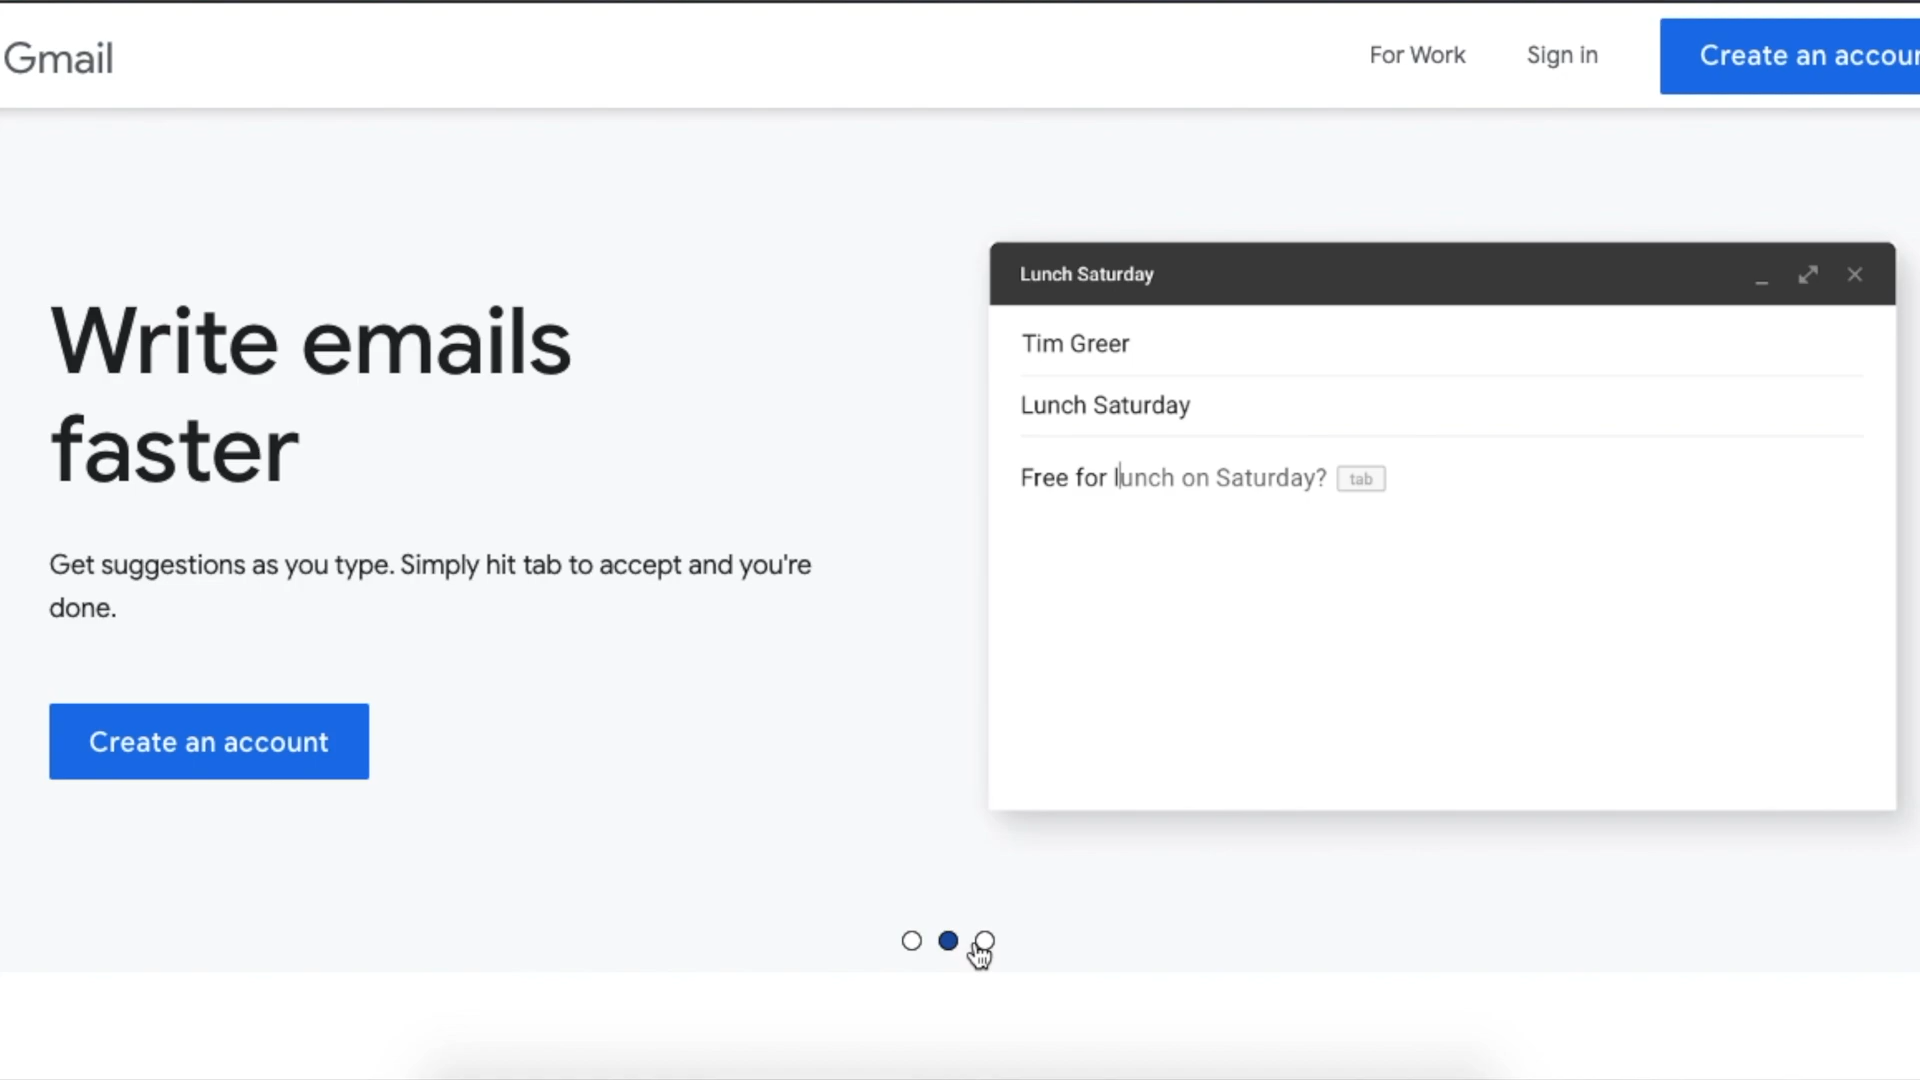 Gmail
For Work
Sign in
Create an accour
Write emails
faster
Get suggestions as you type. Simply hit tab to accept and you're
done.
Create an account
Lunch Saturday
Tim Greer
Lunch Saturday
Free for lunch on Saturday? tab